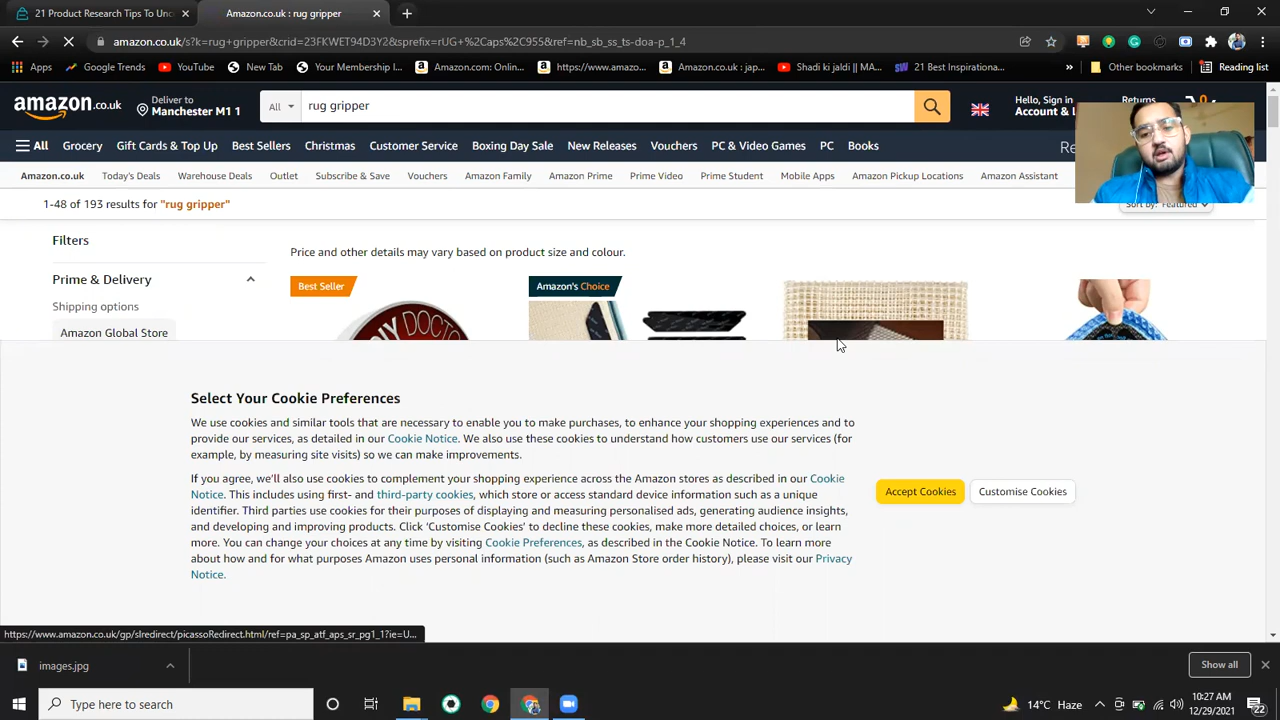 21 Product Research Tips To Unc
Amazon.co.uk : rug gripper
amazon.co.uk/s?k=rug+gripper&crid=23FKWET94D3Y2&sprefix=rUG+%2Caps%2C955&ref=nb_sb_ss_ts-doa-p_1_4
Apps
Google Trends
YouTube
New Tab
Your Membership I...
Amazon.com: Onlin...
https://www.amazo...
Amazon.co.uk : jap...
Shadi ki jaldi || MA...
21 Best Inspirationa...
»
Other bookmarks
Reading list
amazon.co.uk
Deliver to
Manchester M1 1
All
rug gripper
Hello, Sign in
Account & L
Returns
0
All
Grocery
Gift Cards & Top Up
Best Sellers
Christmas
Customer Service
Boxing Day Sale
New Releases
Vouchers
PC & Video Games
PC
Books
Re
Amazon.co.uk
Today's Deals
Warehouse Deals
Outlet
Subscribe & Save
Vouchers
Amazon Family
Amazon Prime
Prime Video
Prime Student
Mobile Apps
Amazon Pickup Locations
Amazon Assistant
1-48 of 193 results for "rug gripper"
Sort by: Featured
Filters
Price and other details may vary based on product size and colour.
Prime & Delivery
Shipping options
Amazon Global Store
Best Seller
Amazon's Choice
DIY DOCTOR
Select Your Cookie Preferences
We use cookies and similar tools that are necessary to enable you to make purchases, to enhance your shopping experiences and to
provide our services, as detailed in our Cookie Notice. We also use these cookies to understand how customers use our services (for
example, by measuring site visits) so we can make improvements.
If you agree, we'll also use cookies to complement your shopping experience across the Amazon stores as described in our Cookie
Notice. This includes using first- and third-party cookies, which store or access standard device information such as a unique
identifier. Third parties use cookies for their purposes of displaying and measuring personalised ads, generating audience insights,
and developing and improving products. Click 'Customise Cookies' to decline these cookies, make more detailed choices, or learn
more. You can change your choices at any time by visiting Cookie Preferences, as described in the Cookie Notice. To learn more
about how and for what purposes Amazon uses personal information (such as Amazon Store order history), please visit our Privacy
Notice.
Accept Cookies
Customise Cookies
https://www.amazon.co.uk/gp/slredirect/picassoRedirect.html/ref=pa_sp_atf_aps_sr_pg1_1?ie=U...
images.jpg
Show all
Type here to search
14°C Haze
10:27 AM
12/29/2021
22